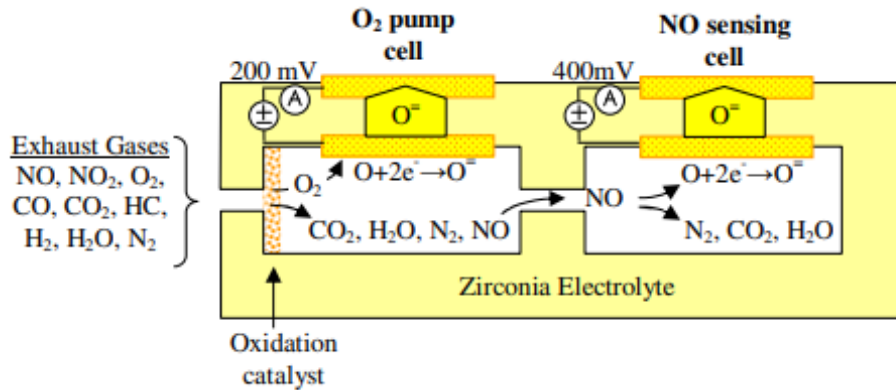 O₂ pump
cell
NO sensing
cell
200 mV
400mV
A
A
±
±
O⁼
O⁼
Exhaust Gases
NO, NO₂, O₂,
CO, CO₂, HC,
H₂, H₂O, N₂
O₂
O+2e⁻→O⁼
CO₂, H₂O, N₂, NO
NO
O+2e⁻→O⁼
N₂, CO₂, H₂O
Zirconia Electrolyte
Oxidation
catalyst